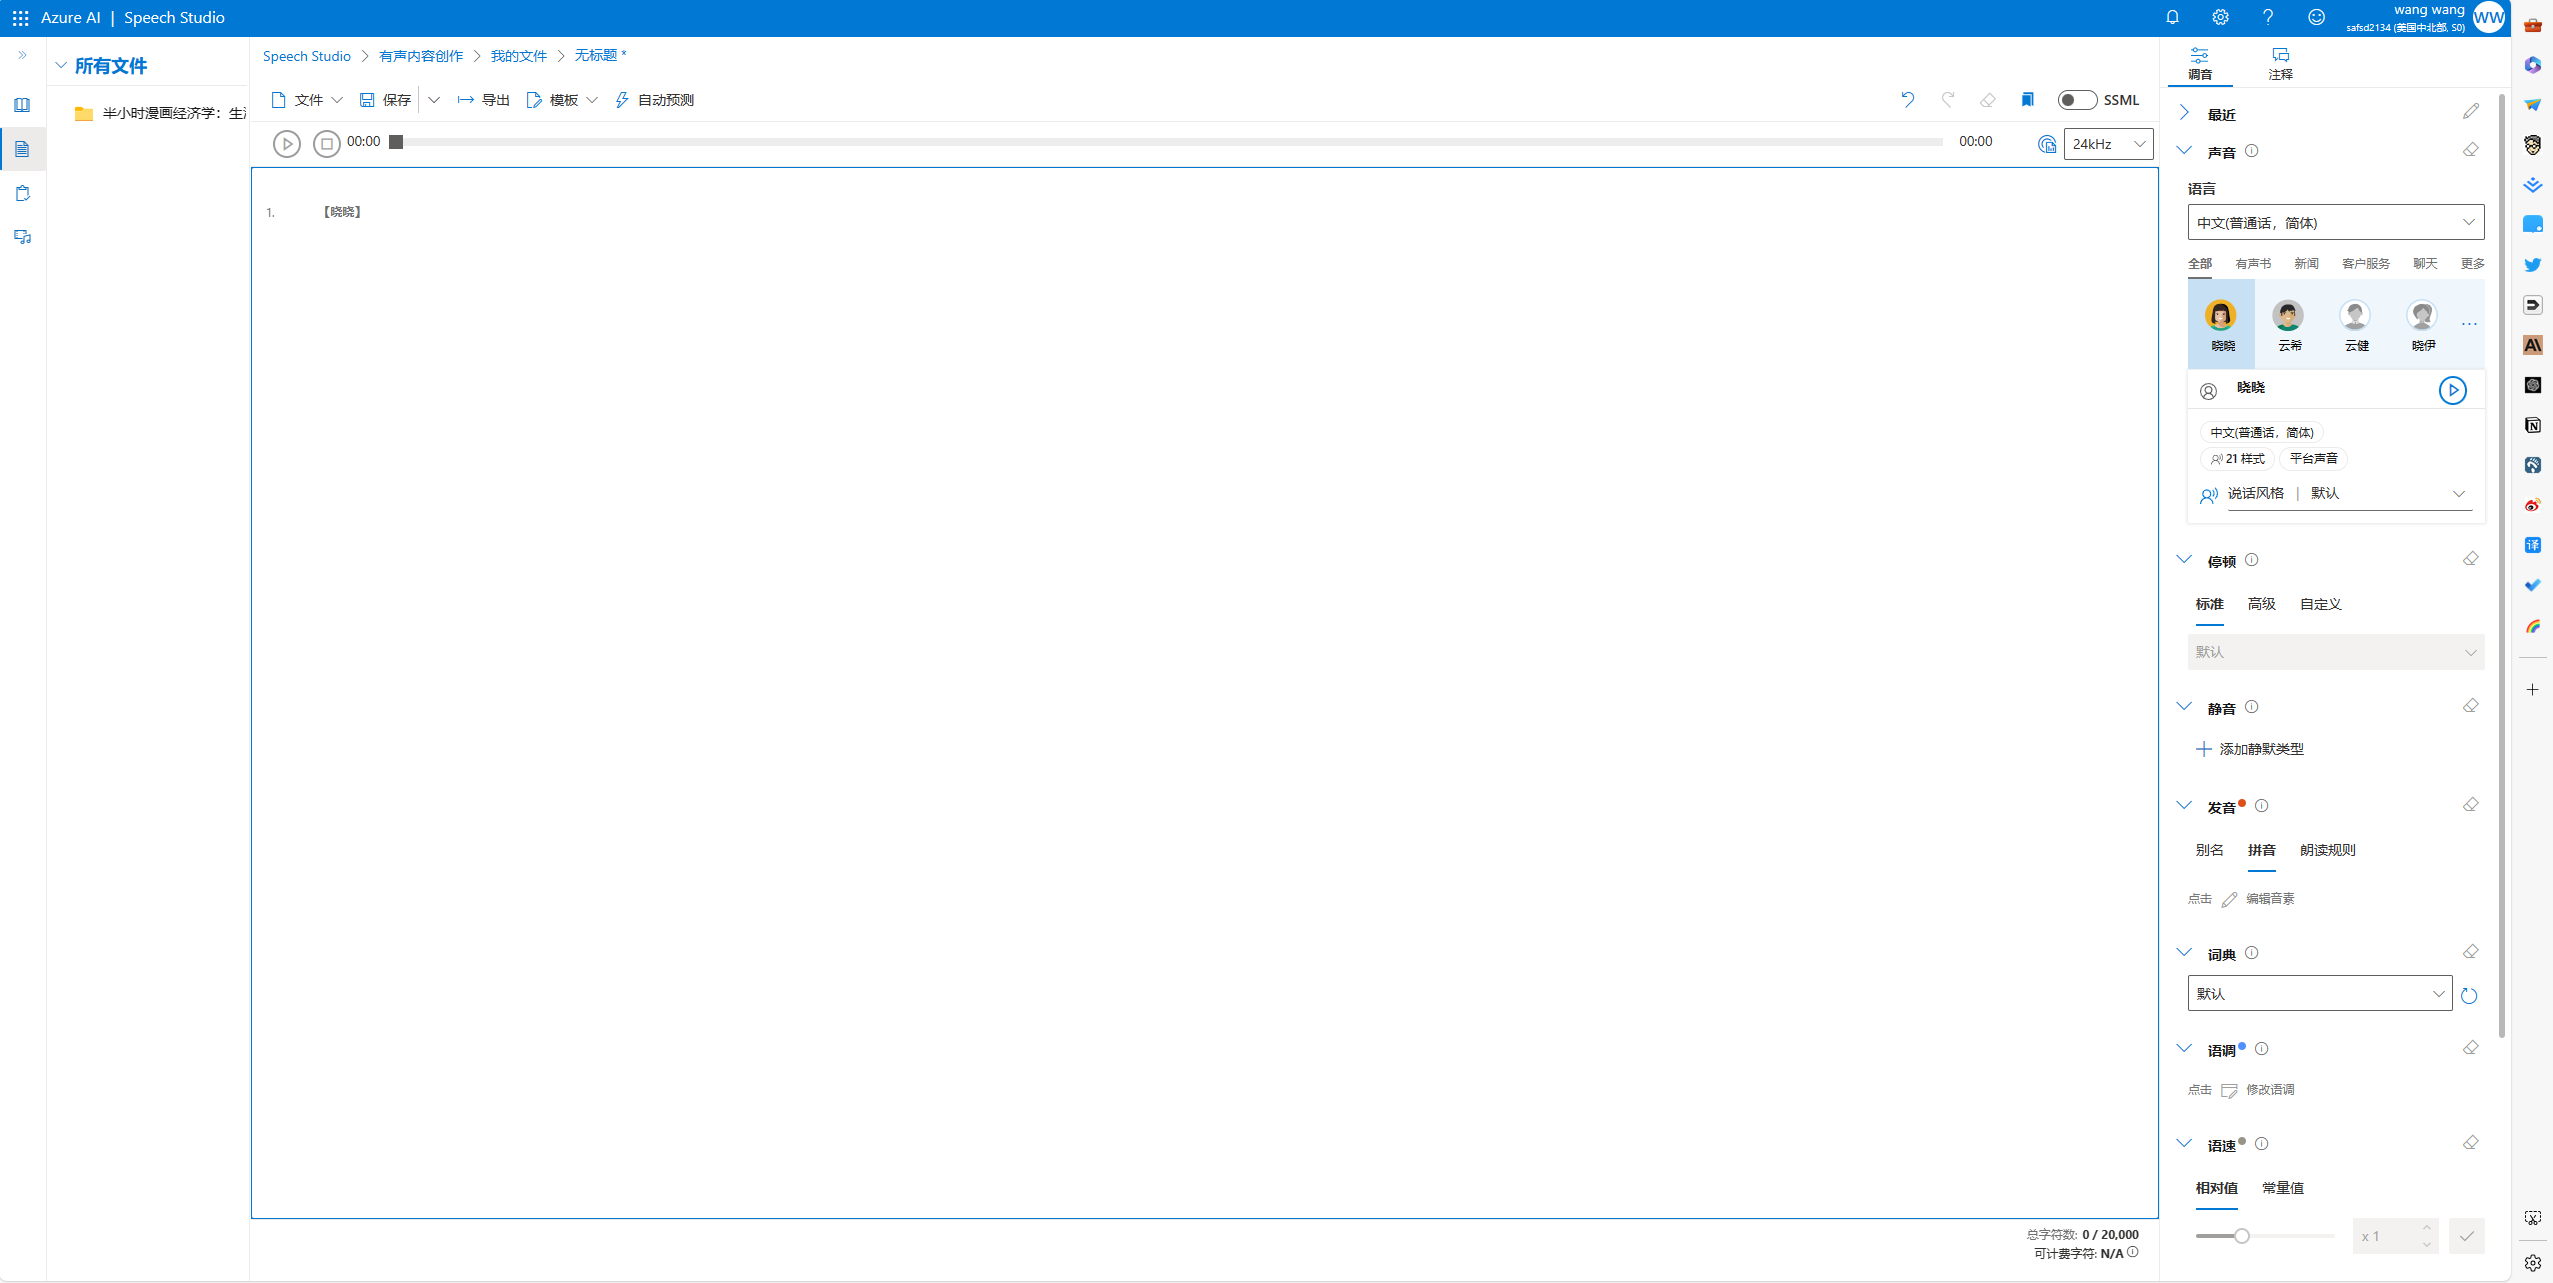 Azure AI | Speech Studio
wang wang
safsd2134 (美国中北部, S0)
WW
所有文件
半小时漫画经济学：生
Speech Studio > 有声内容创作 > 我的文件 > 无标题 *
文件 保存 导出 模板 自动预测 SSML
00:00 00:00 24kHz
1. 【晓晓】
总字符数: 0 / 20,000
可计费字符: N/A
调音 注释
最近
声音
语言
中文(普通话，简体)
全部 有声书 新闻 客户服务 聊天 更多
晓晓 云希 云健 晓伊 ...
晓晓
中文(普通话，简体)
21 样式 平台声音
说话风格 | 默认
停顿
标准 高级 自定义
默认
静音
添加静默类型
发音
别名 拼音 朗读规则
点击 编辑音素
词典
默认
语调
点击 修改语调
语速
相对值 常量值
x 1
译